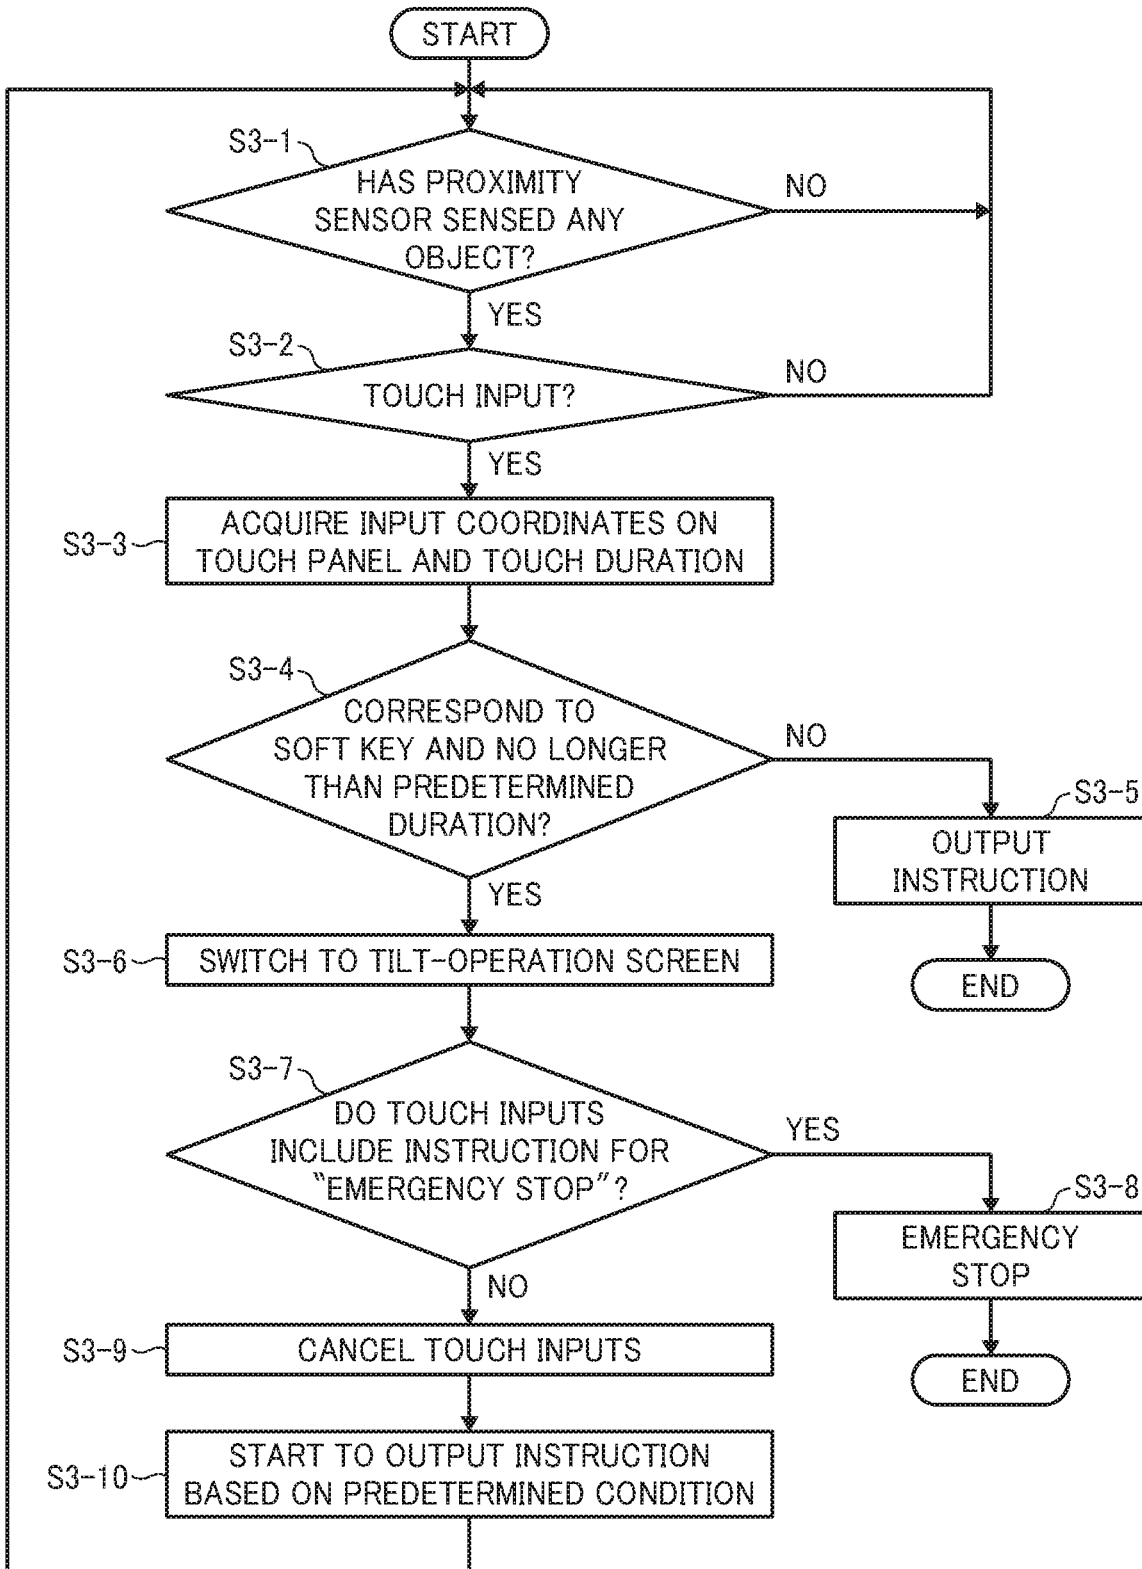 START
S3-1
HAS PROXIMITY
SENSOR SENSED ANY
OBJECT?
NO
YES
S3-2
TOUCH INPUT?
NO
YES
S3-3
ACQUIRE INPUT COORDINATES ON
TOUCH PANEL AND TOUCH DURATION
S3-4
CORRESPOND TO
SOFT KEY AND NO LONGER
THAN PREDETERMINED
DURATION?
NO
S3-5
OUTPUT
INSTRUCTION
END
YES
S3-6
SWITCH TO TILT-OPERATION SCREEN
S3-7
DO TOUCH INPUTS
INCLUDE INSTRUCTION FOR
"EMERGENCY STOP"?
YES
S3-8
EMERGENCY
STOP
END
NO
S3-9
CANCEL TOUCH INPUTS
S3-10
START TO OUTPUT INSTRUCTION
BASED ON PREDETERMINED CONDITION